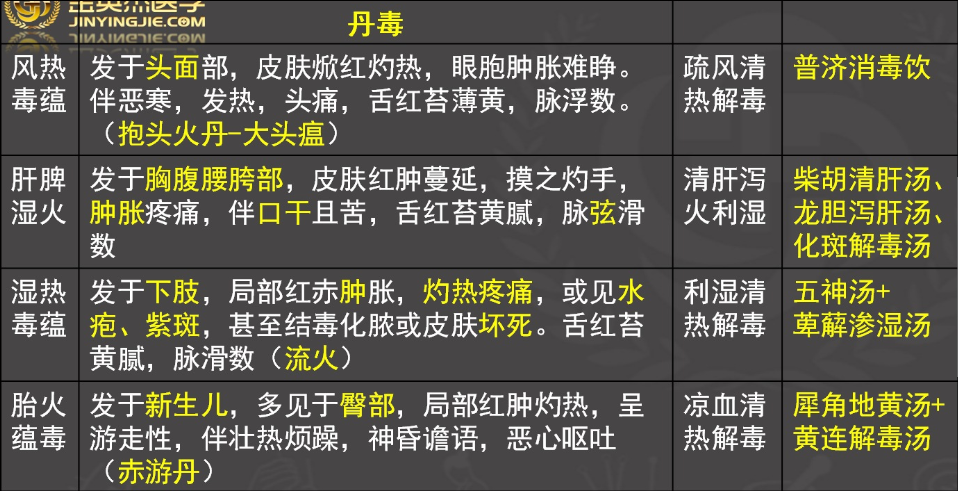 金英杰医学
JINYINGJIE.COM
丹毒
风热
毒蕴
发于头面部，皮肤焮红灼热，眼胞肿胀难睁。
伴恶寒，发热，头痛，舌红苔薄黄，脉浮数。
（抱头火丹-大头瘟）
疏风清
热解毒
普济消毒饮
肝脾
湿火
发于胸腹腰胯部，皮肤红肿蔓延，摸之灼手，
肿胀疼痛，伴口干且苦，舌红苔黄腻，脉弦滑
数
清肝泻
火利湿
柴胡清肝汤、
龙胆泻肝汤、
化斑解毒汤
湿热
毒蕴
发于下肢，局部红赤肿胀，灼热疼痛，或见水
疱、紫斑，甚至结毒化脓或皮肤坏死。舌红苔
黄腻，脉滑数（流火）
利湿清
热解毒
五神汤+
萆薢渗湿汤
胎火
蕴毒
发于新生儿，多见于臀部，局部红肿灼热，呈
游走性，伴壮热烦躁，神昏谵语，恶心呕吐
（赤游丹）
凉血清
热解毒
犀角地黄汤+
黄连解毒汤